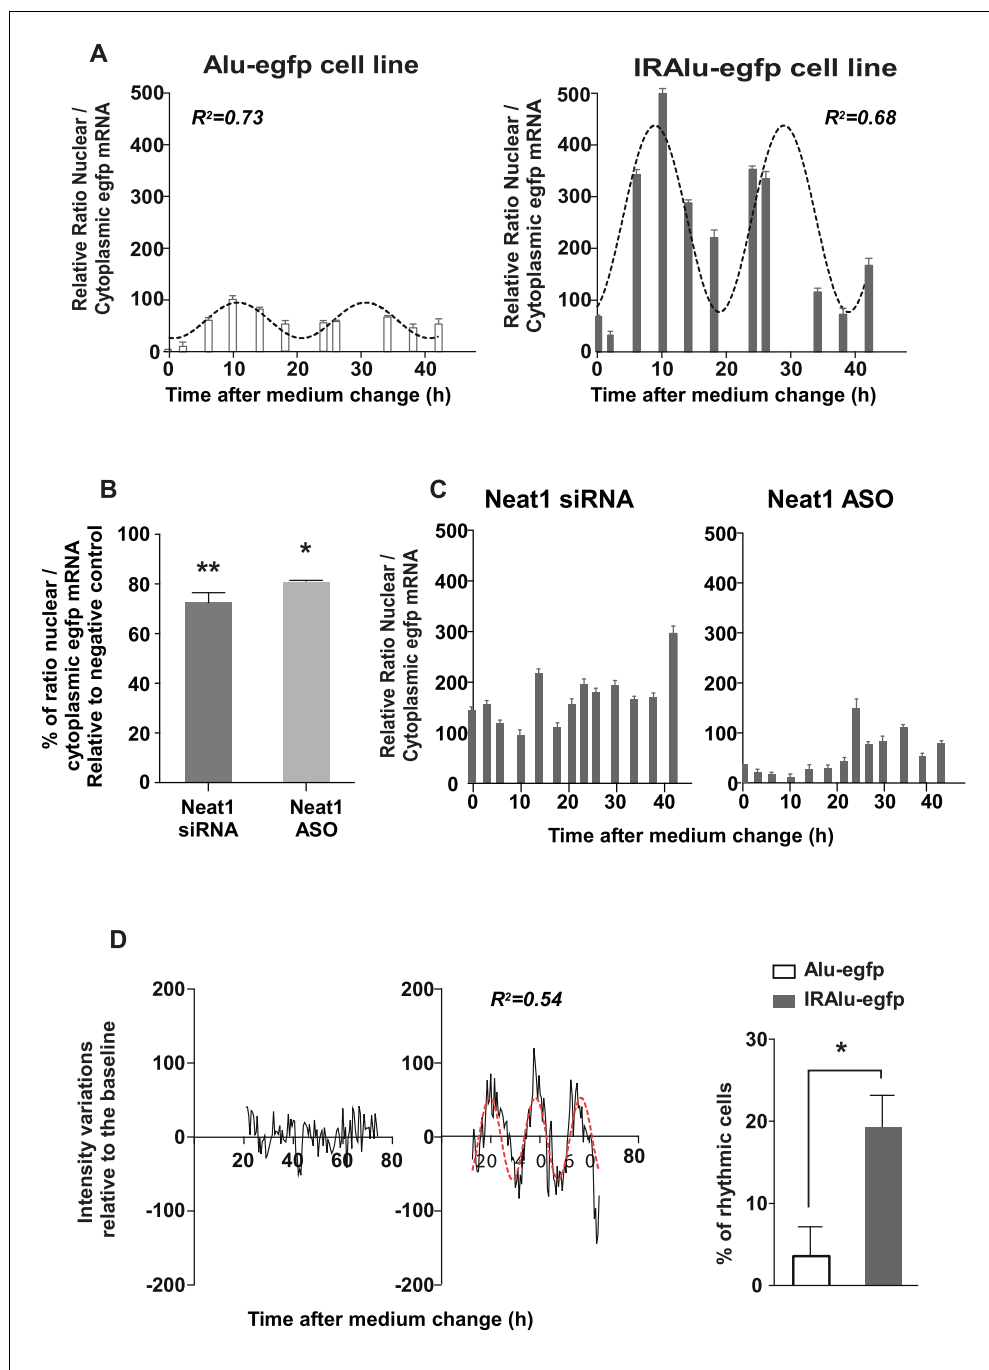 A
Alu-egfp cell line
IRAlu-egfp cell line
Relative Ratio Nuclear /
Cytoplasmic egfp mRNA
500
400
300
200
100
0
R²=0.73
0
10
20
30
40
Time after medium change (h)
Relative Ratio Nuclear /
Cytoplasmic egfp mRNA
500
400
300
200
100
0
R²=0.68
0
10
20
30
40
Time after medium change (h)
B
% of ratio nuclear /
cytoplasmic egfp mRNA
Relative to negative control
100
80
60
40
20
0
**
*
Neat1
siRNA
Neat1
ASO
C
Neat1 siRNA
Neat1 ASO
Relative Ratio Nuclear /
Cytoplasmic egfp mRNA
500
400
300
200
100
0
0
10
20
30
40
500
400
300
200
100
0
0
10
20
30
40
Time after medium change (h)
D
Intensity variations
relative to the baseline
200
100
0
-100
-200
20
40
60
80
200
100
0
-100
-200
R²=0.54
20
40
60
80
Time after medium change (h)
Alu-egfp
IRAlu-egfp
% of rhythmic cells
30
20
10
0
*